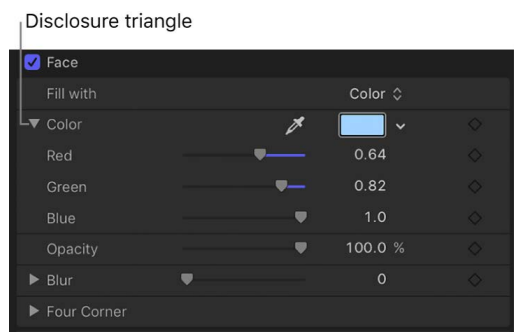 Disclosure triangle
Face
Fill with Color
Color
Red 0.64
Green 0.82
Blue 1.0
Opacity 100.0 %
Blur 0
Four Corner